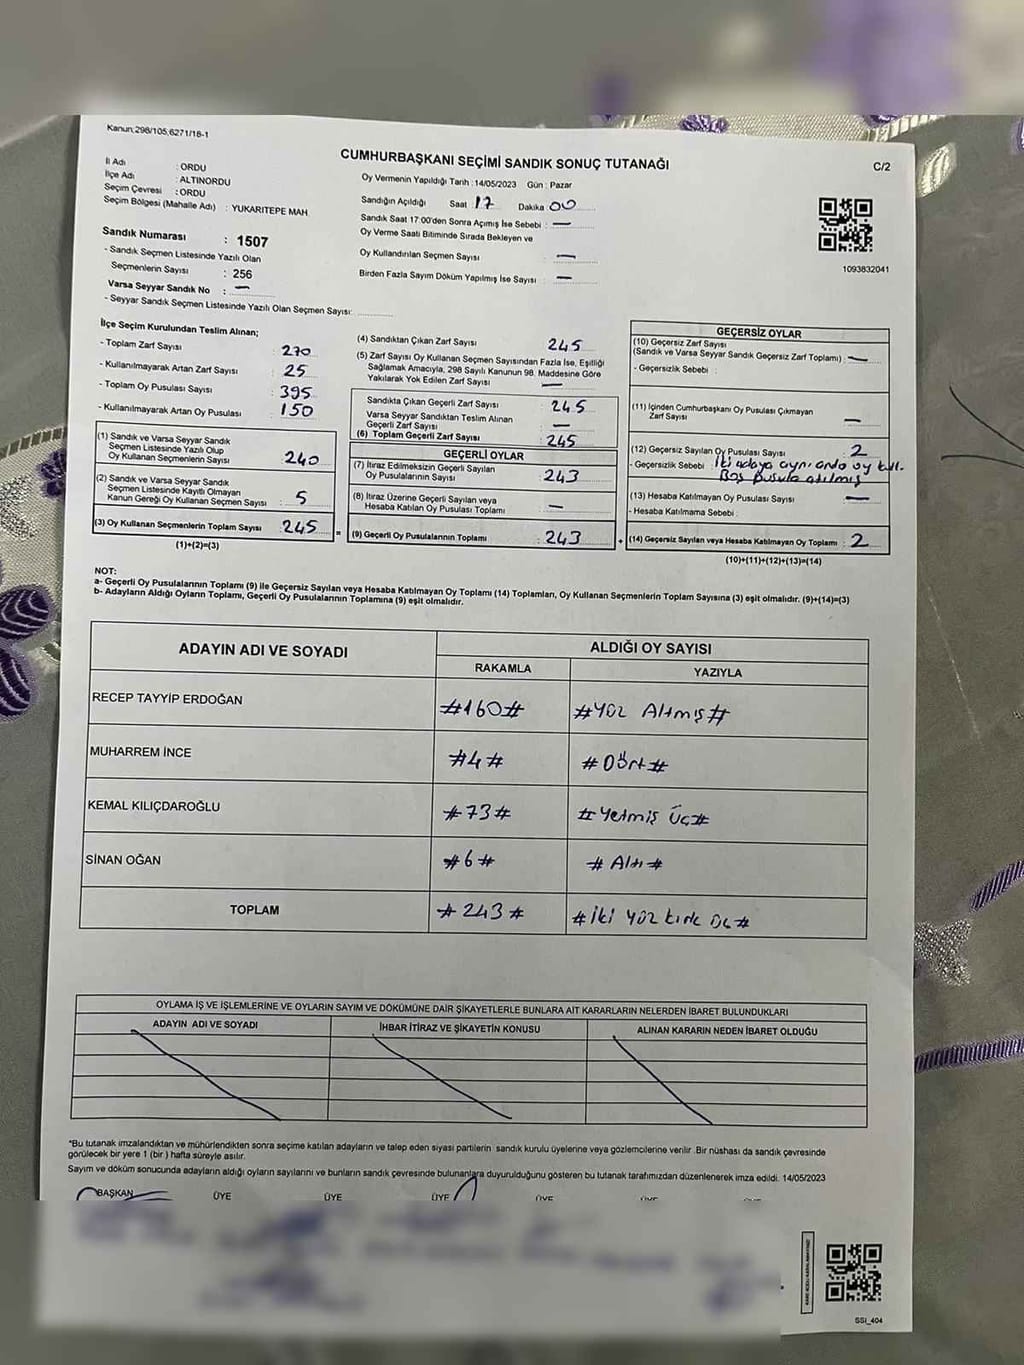 Kanun;298/105;6271/18-1
CUMHURBAŞKANI SEÇİMİ SANDIK SONUÇ TUTANAĞI
C/2
İl Adı : ORDU
İlçe Adı : ALTINORDU
Seçim Çevresi : ORDU
Seçim Bölgesi (Mahalle Adı) : YUKARITEPE MAH.
Sandık Numarası : 1507
- Sandık Seçmen Listesinde Yazılı Olan
Seçmenlerin Sayısı : 256
Varsa Seyyar Sandık No : —
- Seyyar Sandık Seçmen Listesinde Yazılı Olan Seçmen Sayısı:
Oy Vermenin Yapıldığı Tarih :14/05/2023 Gün : Pazar
Sandığın Açıldığı Saat 17 Dakika 00
Sandık Saat 17:00'den Sonra Açımış İse Sebebi : —
Oy Verme Saati Bitiminde Sırada Bekleyen ve
Oy Kullandırılan Seçmen Sayısı —
Birden Fazla Sayım Döküm Yapılmış İse Sayısı : —
1093832041
İlçe Seçim Kurulundan Teslim Alınan;
- Toplam Zarf Sayısı 270
- Kullanılmayarak Artan Zarf Sayısı : 25
- Toplam Oy Pusulası Sayısı : 395
- Kullanılmayarak Artan Oy Pusulası : 150
(1) Sandık ve Varsa Seyyar Sandık
Seçmen Listesinde Yazılı Olup
Oy Kullanan Seçmenlerin Sayısı : 240
(2) Sandık ve Varsa Seyyar Sandık
Seçmen Listesinde Kayıtlı Olmayan
Kanun Gereği Oy Kullanan Seçmen Sayısı : 5
(3) Oy Kullanan Seçmenlerin Toplam Sayısı : 245
(1)+(2)=(3)
(4) Sandıktan Çıkan Zarf Sayısı 245
(5) Zarf Sayısı Oy Kullanan Seçmen Sayısından Fazla İse, Eşitliği
Sağlamak Amacıyla, 298 Sayılı Kanunun 98. Maddesine Göre
Yakılarak Yok Edilen Zarf Sayısı —
Sandıkta Çıkan Geçerli Zarf Sayısı : 245
Varsa Seyyar Sandıktan Teslim Alınan
Geçerli Zarf Sayısı —
(6) Toplam Geçerli Zarf Sayısı 245
GEÇERLİ OYLAR
(7) İtiraz Edilmeksizin Geçerli Sayılan
Oy Pusulalarının Sayısı : 243
(8) İtiraz Üzerine Geçerli Sayılan veya
Hesaba Katılan Oy Pusulası Toplamı —
= (9) Geçerli Oy Pusulalarının Toplamı : 243 +
GEÇERSİZ OYLAR
(10) Geçersiz Zarf Sayısı
(Sandık ve Varsa Seyyar Sandık Geçersiz Zarf Toplamı) : —
- Geçersizlik Sebebi :
(11) İçinden Cumhurbaşkanı Oy Pusulası Çıkmayan
Zarf Sayısı —
(12) Geçersiz Sayılan Oy Pusulası Sayısı : 2
- Geçersizlik Sebebi : İki adaya aynı anda oy kull.
Boş pusula atılmış
(13) Hesaba Katılmayan Oy Pusulası Sayısı : —
- Hesaba Katılmama Sebebi :
(14) Geçersiz Sayılan veya Hesaba Katılmayan Oy Toplamı : 2
(10)+(11)+(12)+(13)=(14)
NOT:
a- Geçerli Oy Pusulalarının Toplamı (9) ile Geçersiz Sayılan veya Hesaba Katılmayan Oy Toplamı (14) Toplamları, Oy Kullanan Seçmenlerin Toplam Sayısına (3) eşit olmalıdır. (9)+(14)=(3)
b- Adayların Aldığı Oyların Toplamı, Geçerli Oy Pusulalarının Toplamına (9) eşit olmalıdır.
ADAYIN ADI VE SOYADI
ALDIĞI OY SAYISI
RAKAMLA YAZIYLA
RECEP TAYYİP ERDOĞAN #160# #Yüz Altmış#
MUHARREM İNCE #4# #Dört#
KEMAL KILIÇDAROĞLU #73# #Yetmiş Üç#
SİNAN OĞAN #6# #Altı#
TOPLAM #243# #İki yüz kırk üç#
OYLAMA İŞ VE İŞLEMLERİNE VE OYLARIN SAYIM VE DÖKÜMÜNE DAİR ŞİKAYETLERLE BUNLARA AİT KARARLARIN NELERDEN İBARET BULUNDUKLARI
ADAYIN ADI VE SOYADI İHBAR İTİRAZ VE ŞİKAYETİN KONUSU ALINAN KARARIN NEDEN İBARET OLDUĞU
*Bu tutanak imzalandıktan ve mühürlendikten sonra seçime katılan adayların ve talep eden siyasi partilerin sandık kurulu üyelerine veya gözlemcilerine verilir. Bir nüshası da sandık çevresinde
görülecek bir yere 1 (bir ) hafta süreyle asılır.
Sayım ve döküm sonucunda adayların aldığı oyların sayılarını ve bunların sandık çevresinde bulunanlara duyurulduğunu gösteren bu tutanak tarafımızdan düzenlenerek imza edildi. 14/05/2023
BAŞKAN ÜYE ÜYE ÜYE ÜYE ÜYE ÜYE
SSI_404